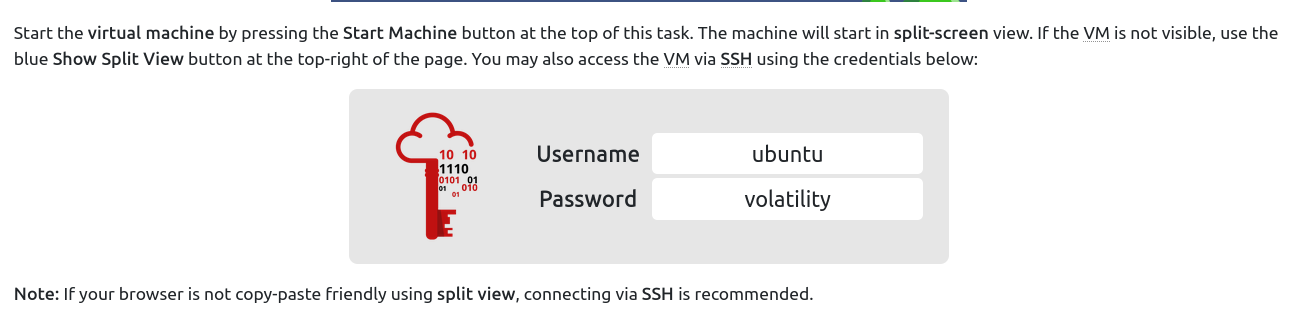 Start the virtual machine by pressing the Start Machine button at the top of this task. The machine will start in split-screen view. If the VM is not visible, use the
blue Show Split View button at the top-right of the page. You may also access the VM via SSH using the credentials below:
10 10
1110
0101 01
01 010
01
Username ubuntu
Password volatility
Note: If your browser is not copy-paste friendly using split view, connecting via SSH is recommended.